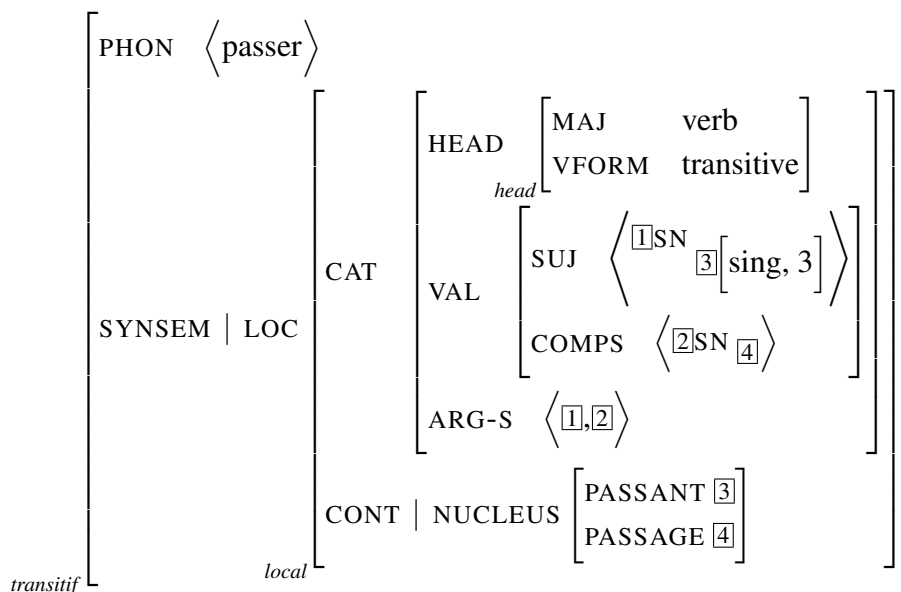 PHON ⟨passer⟩
HEAD [MAJ verb
VFORM transitive]
head
SUJ ⟨[1]SN [3][sing, 3]⟩
CAT
VAL
SYNSEM | LOC
COMPS ⟨[2]SN [4]⟩
ARG-S ⟨[1],[2]⟩
PASSANT [3]
CONT | NUCLEUS
PASSAGE [4]
local
transitif